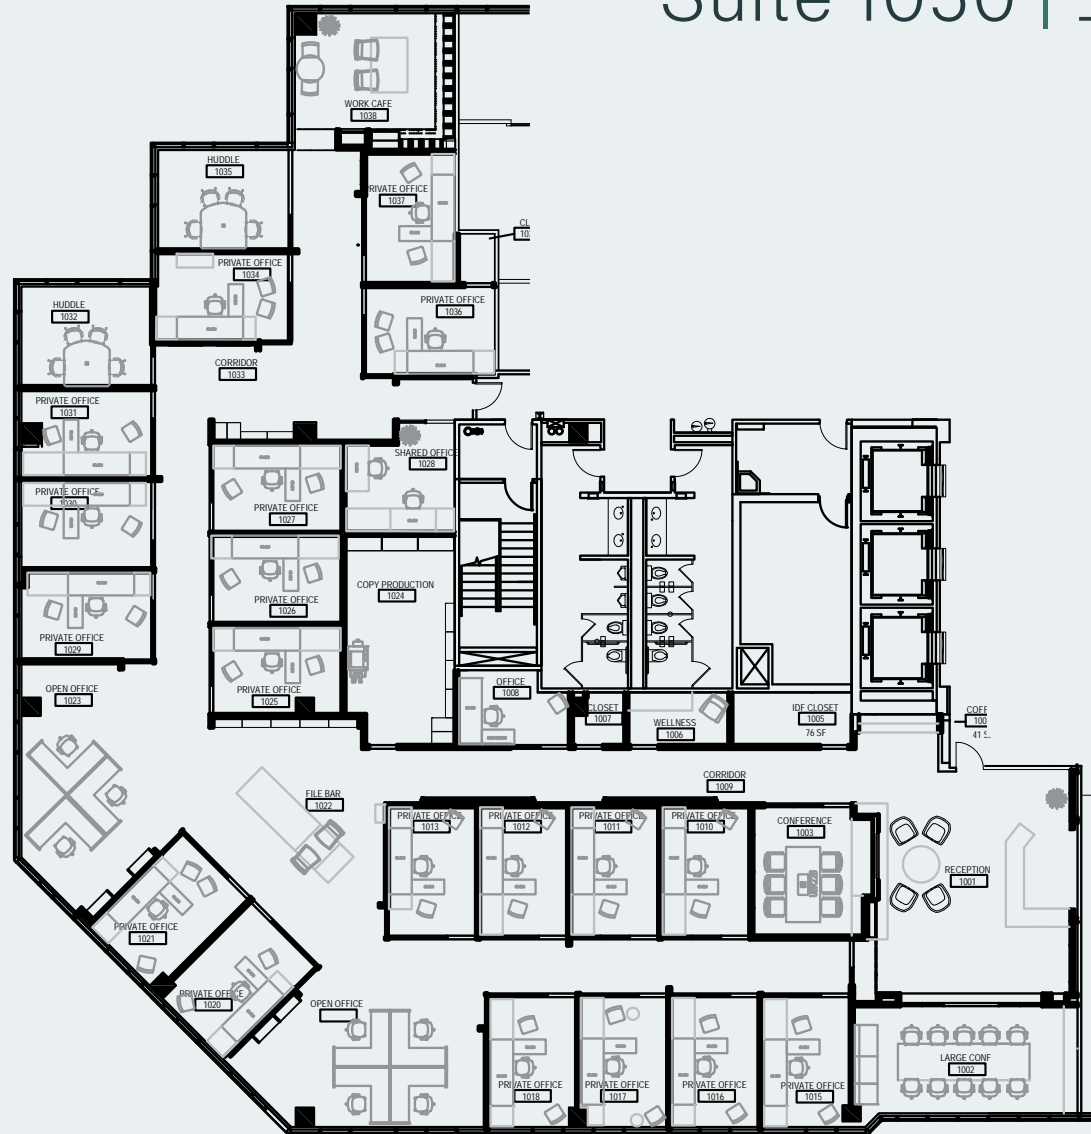 Suite 1030 |
WORK CAFE
1038
HUDDLE
1035
PRIVATE OFFICE
1037
CL
PRIVATE OFFICE
1034
HUDDLE
1032
PRIVATE OFFICE
1036
CORRIDOR
1033
PRIVATE OFFICE
1031
SHARED OFFICE
1028
PRIVATE OFFICE
1030
PRIVATE OFFICE
1027
COPY PRODUCTION
1024
PRIVATE OFFICE
1026
PRIVATE OFFICE
1029
OPEN OFFICE
1023
PRIVATE OFFICE
1025
OFFICE
1008
CLOSET
1007
WELLNESS
1006
IDF CLOSET
1005
76 SF
COFF
100
41 S
CORRIDOR
1009
FILE BAR
1022
PRIVATE OFFICE
1013
PRIVATE OFFICE
1012
PRIVATE OFFICE
1011
PRIVATE OFFICE
1010
CONFERENCE
1003
RECEPTION
1001
PRIVATE OFFICE
1021
PRIVATE OFFICE
1020
OPEN OFFICE
LARGE CONF
1002
PRIVATE OFFICE
1018
PRIVATE OFFICE
1017
PRIVATE OFFICE
1016
PRIVATE OFFICE
1015